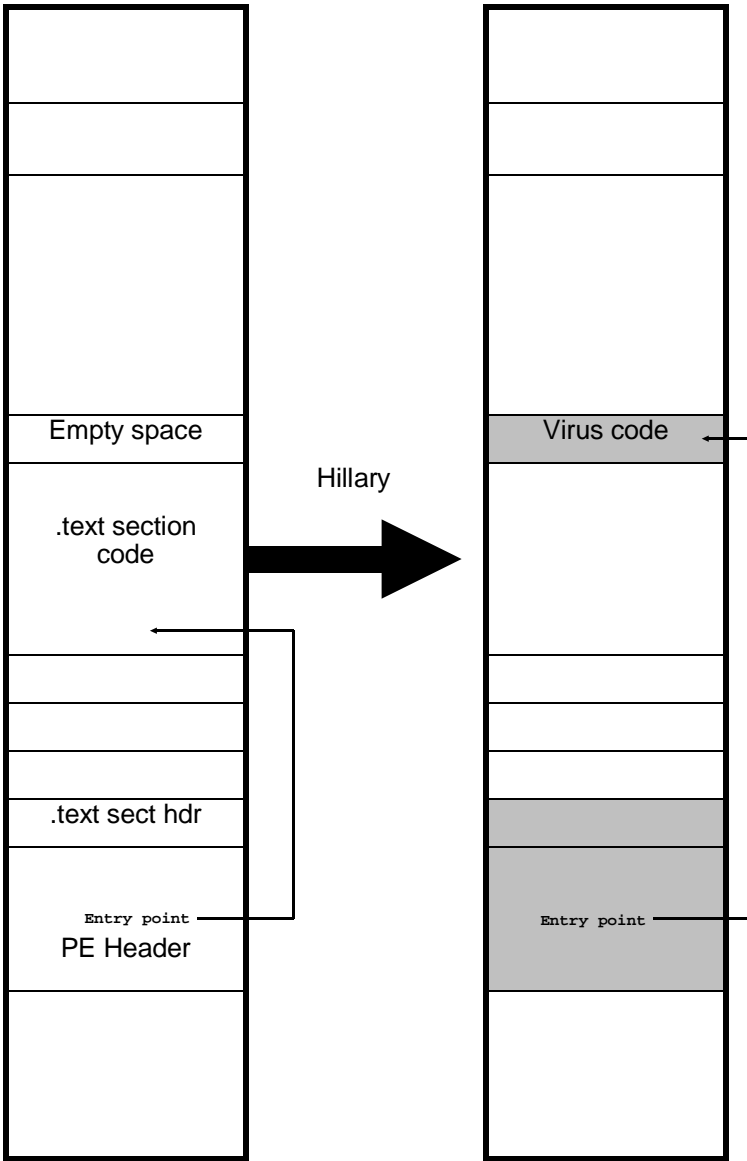 Empty space
.text section
code
.text sect hdr
Entry point
PE Header
Hillary
Virus code
Entry point